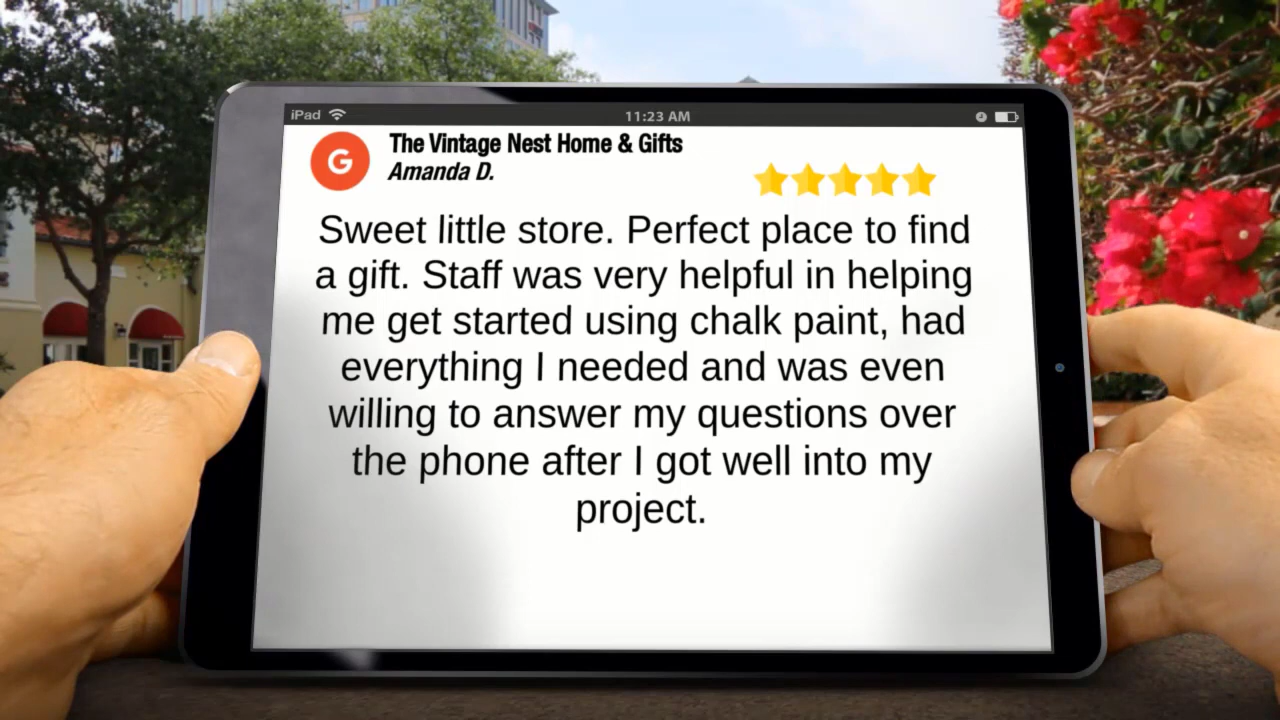 iPad 11:23 AM
G
The Vintage Nest Home & Gifts
Amanda D.
Sweet little store. Perfect place to find
a gift. Staff was very helpful in helping
me get started using chalk paint, had
everything I needed and was even
willing to answer my questions over
the phone after I got well into my
project.